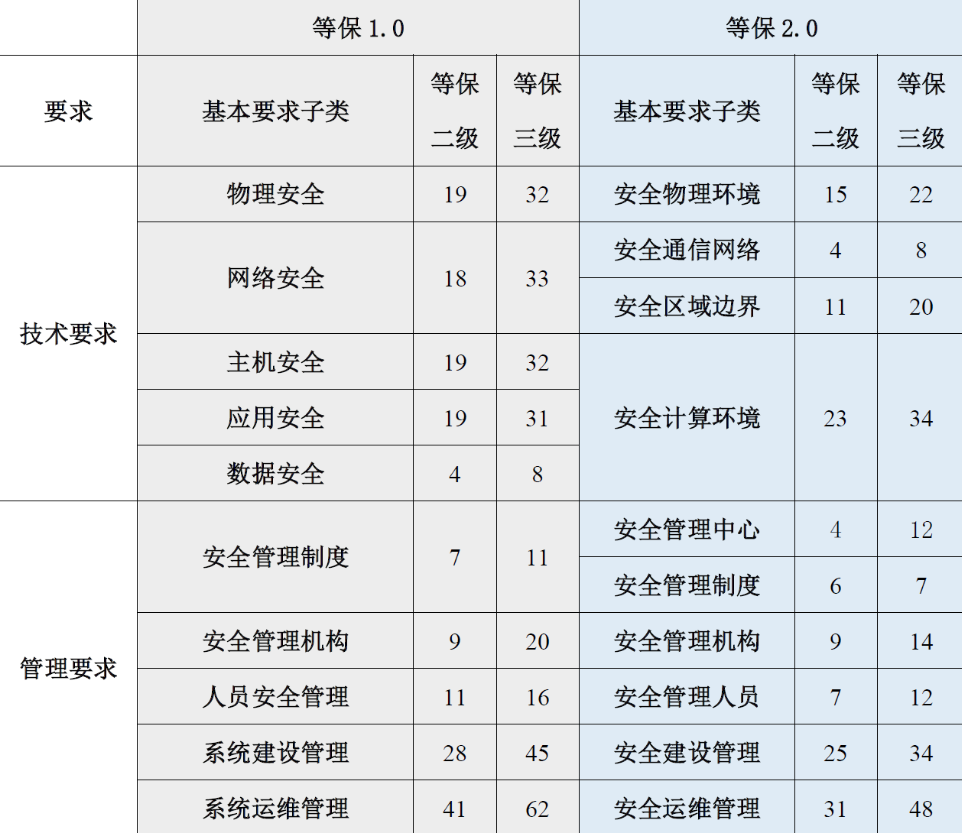 等保1.0 等保2.0
要求 基本要求子类 等保二级 等保三级 基本要求子类 等保二级 等保三级
技术要求 物理安全 19 32 安全物理环境 15 22
网络安全 18 33 安全通信网络 4 8
安全区域边界 11 20
主机安全 19 32 安全计算环境 23 34
应用安全 19 31
数据安全 4 8
管理要求 安全管理制度 7 11 安全管理中心 4 12
安全管理制度 6 7
安全管理机构 9 20 安全管理机构 9 14
人员安全管理 11 16 安全管理人员 7 12
系统建设管理 28 45 安全建设管理 25 34
系统运维管理 41 62 安全运维管理 31 48